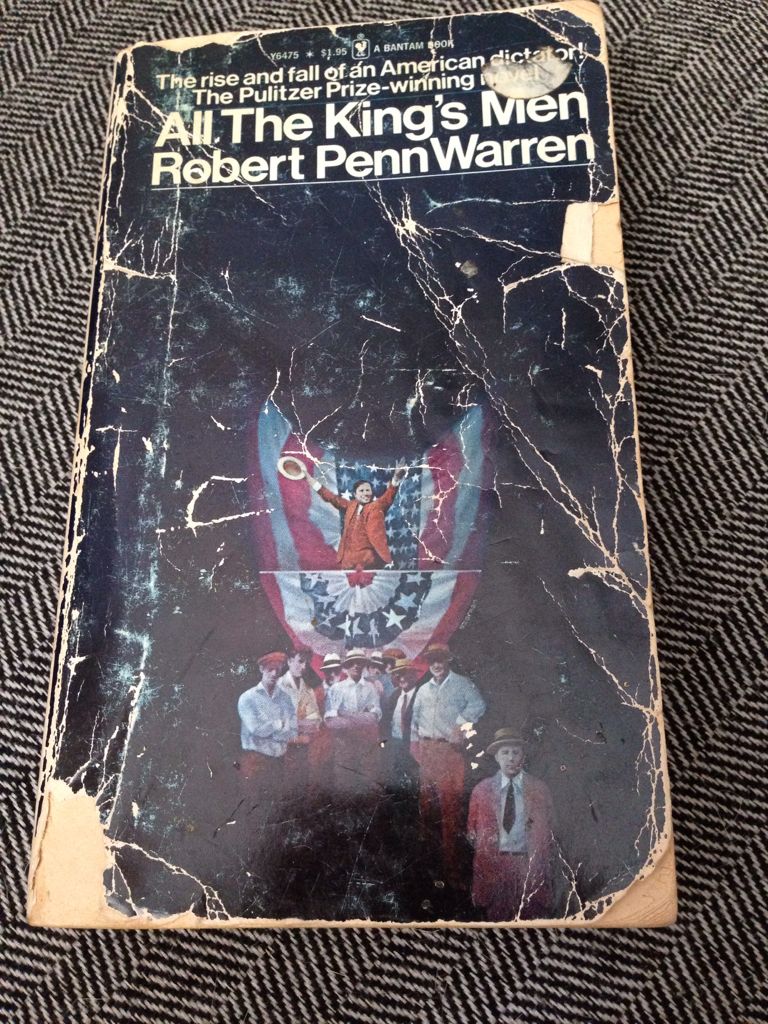 Y6475 * $1.95 A BANTAM BOOK
The rise and fall of an American dictator!
The Pulitzer Prize-winning novel
All The King's Men
Robert Penn Warren